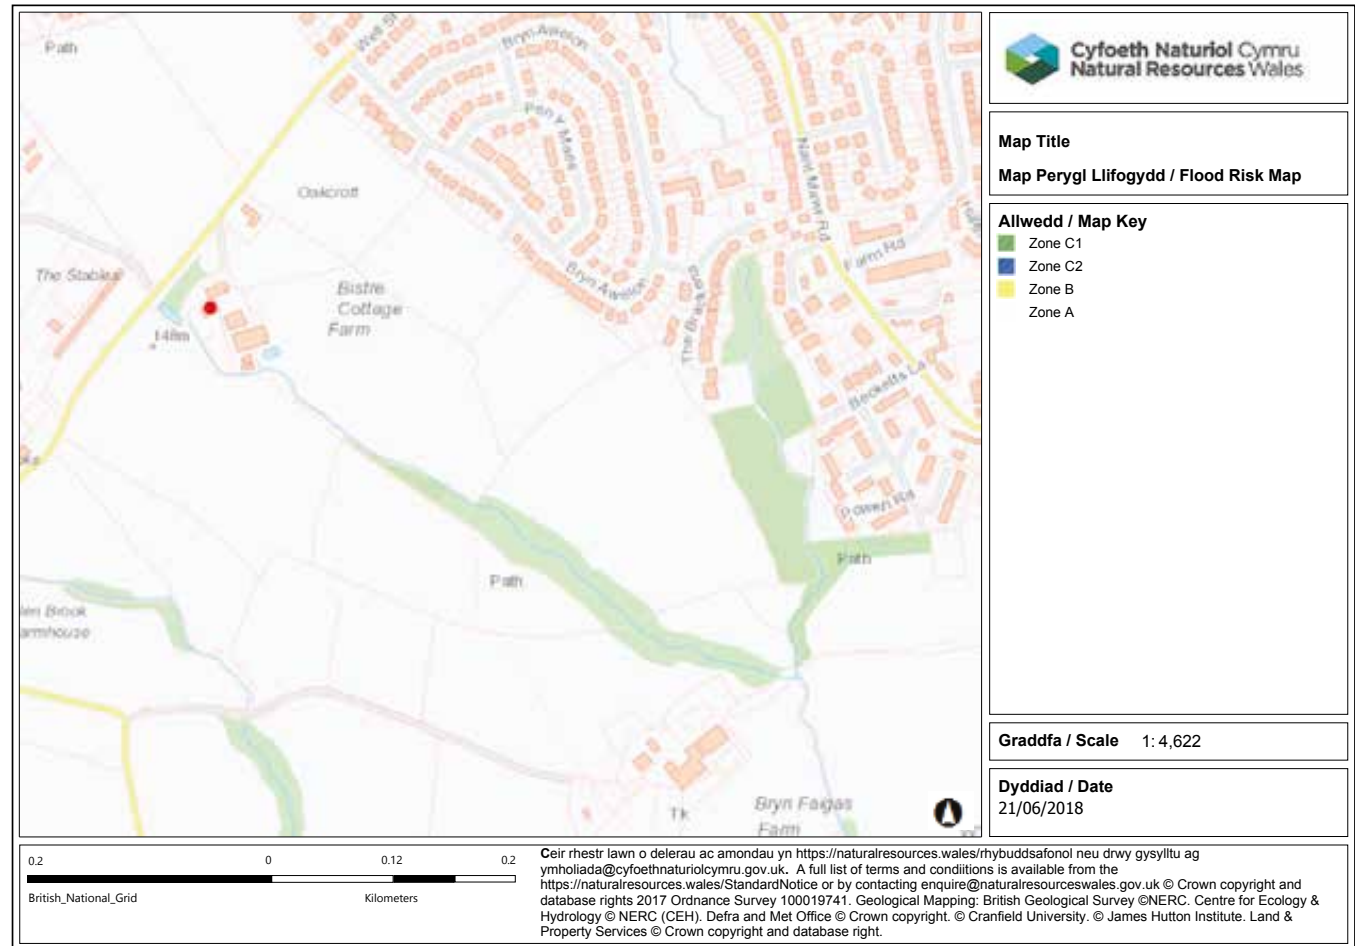 Path
Well St
Bryn Awelon
Pen Y Maes
Nant Mawr Rd
Oakcroft
The Stables
148m
Bistre
Cottage
Farm
Bryn Awelon
The Brackens
Farm Rd
Becketts La
Powen Rd
Path
Path
len Brook
armhouse
Tk
Bryn Faigas
Farm
Cyfoeth Naturiol Cymru
Natural Resources Wales
Map Title
Map Perygl Llifogydd / Flood Risk Map
Allwedd / Map Key
Zone C1
Zone C2
Zone B
Zone A
Graddfa / Scale 1: 4,622
Dyddiad / Date
21/06/2018
0.2 0 0.12 0.2
British_National_Grid Kilometers
Ceir rhestr lawn o delerau ac amondau yn https://naturalresources.wales/rhybuddsafonol neu drwy gysylltu ag
ymholiada@cyfoethnaturiolcymru.gov.uk. A full list of terms and condiitions is available from the
https://naturalresources.wales/StandardNotice or by contacting enquire@naturalresourceswales.gov.uk © Crown copyright and
database rights 2017 Ordnance Survey 100019741. Geological Mapping: British Geological Survey ©NERC. Centre for Ecology &
Hydrology © NERC (CEH). Defra and Met Office © Crown copyright. © Cranfield University. © James Hutton Institute. Land &
Property Services © Crown copyright and database right.